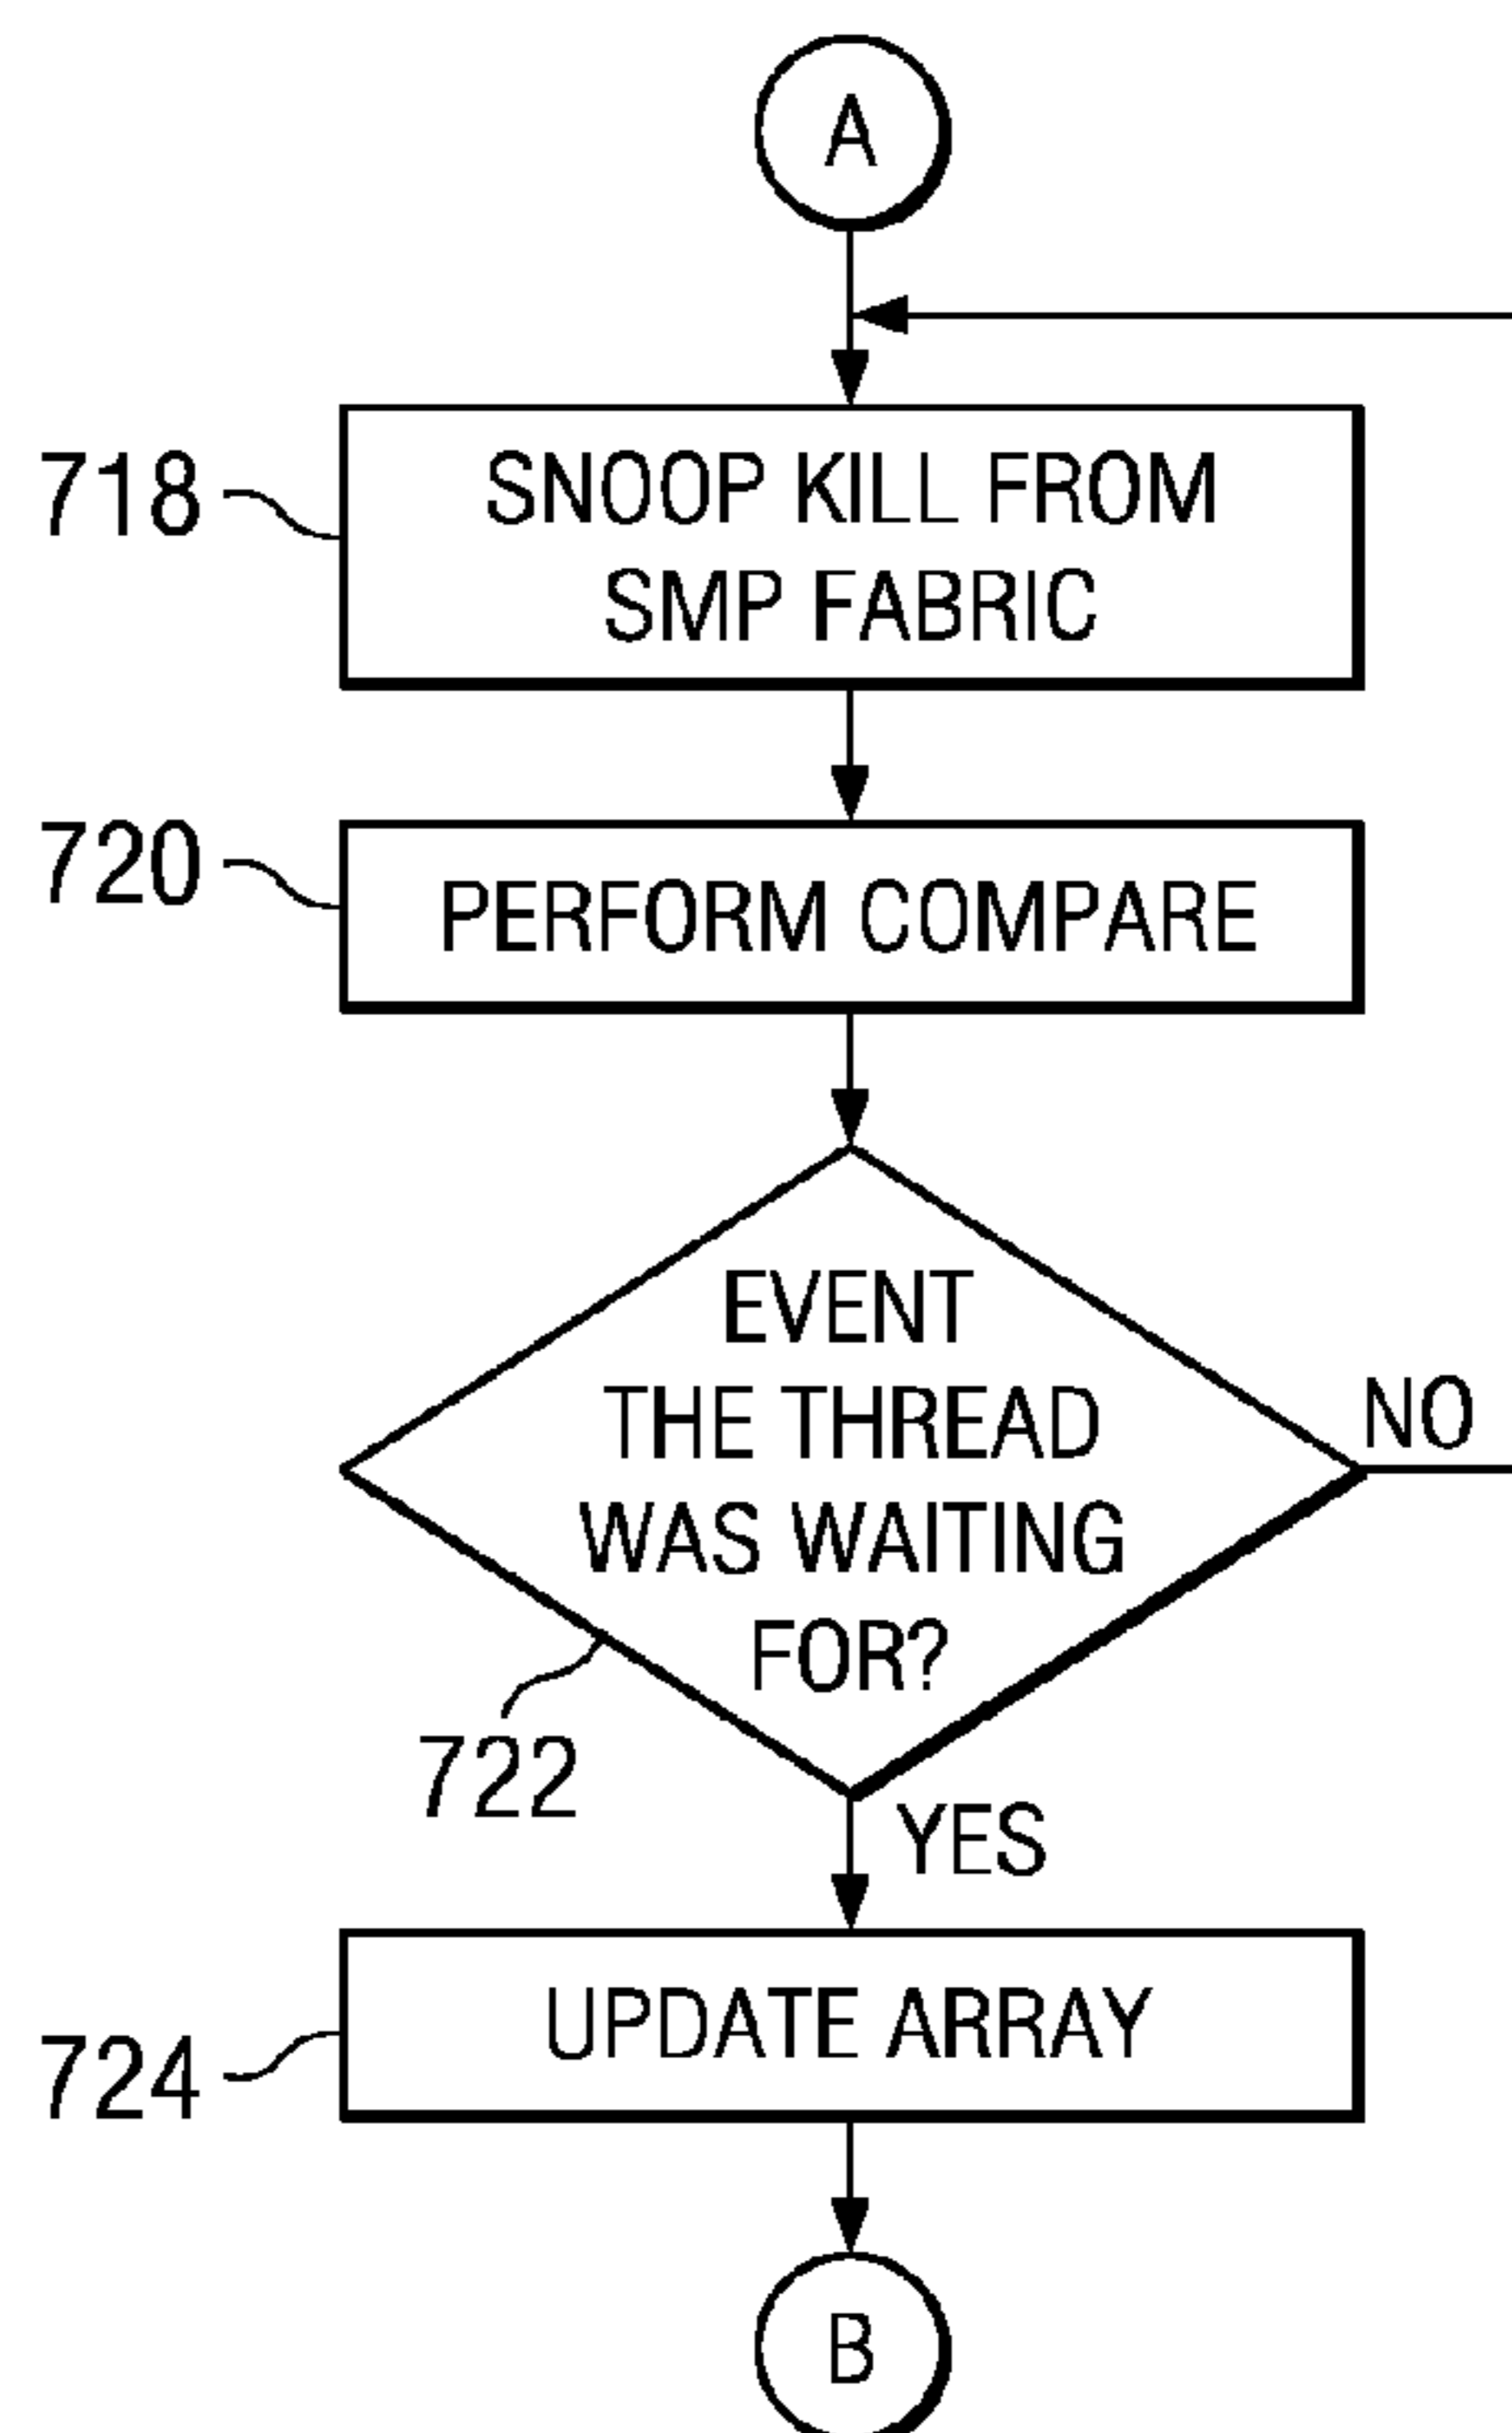 A
718
SNOOP KILL FROM
SMP FABRIC
720
PERFORM COMPARE
EVENT
THE THREAD
WAS WAITING
FOR?
NO
722
YES
724
UPDATE ARRAY
B